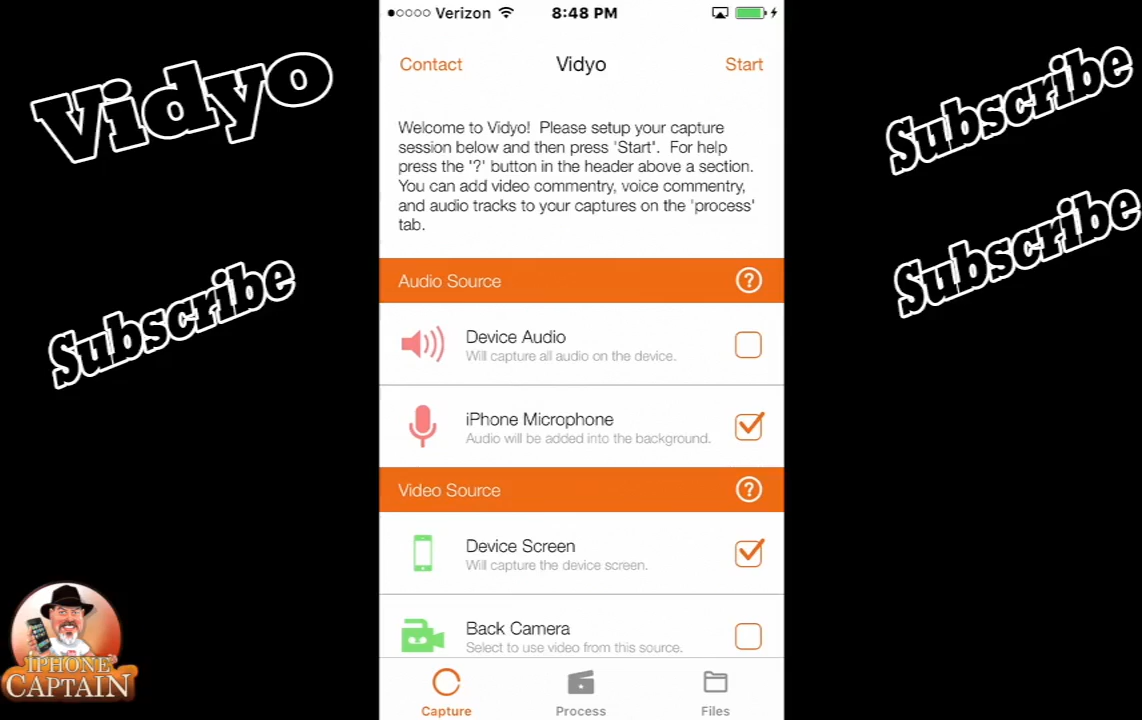 Verizon 8:48 PM
Contact Vidyo Start
Welcome to Vidyo! Please setup your capture
session below and then press 'Start'. For help
press the '?' button in the header above a section.
You can add video commentry, voice commentry,
and audio tracks to your captures on the 'process'
tab.
Audio Source ?
Device Audio
Will capture all audio on the device.
iPhone Microphone
Audio will be added into the background.
Video Source ?
Device Screen
Will capture the device screen.
Back Camera
Select to use video from this source.
Capture Process Files
Vidyo
Subscribe
Subscribe
Subscribe
IPHONE
CAPTAIN